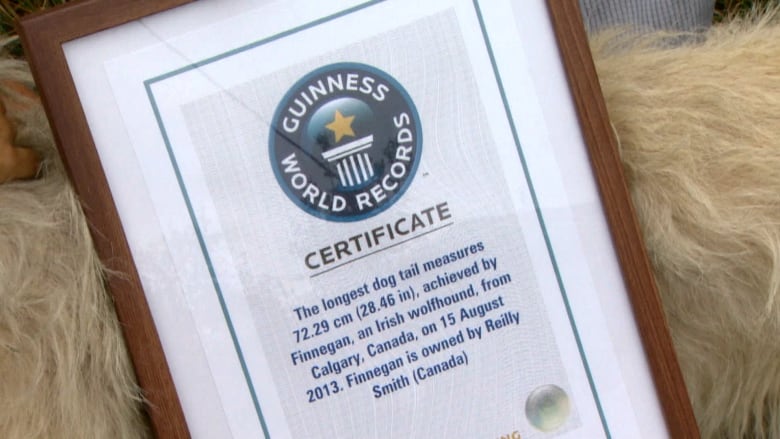 GUINNESS
WORLD RECORDS
™
CERTIFICATE
The longest dog tail measures
72.29 cm (28.46 in), achieved by
Finnegan, an Irish wolfhound, from
Calgary, Canada, on 15 August
2013. Finnegan is owned by Reilly
Smith (Canada)